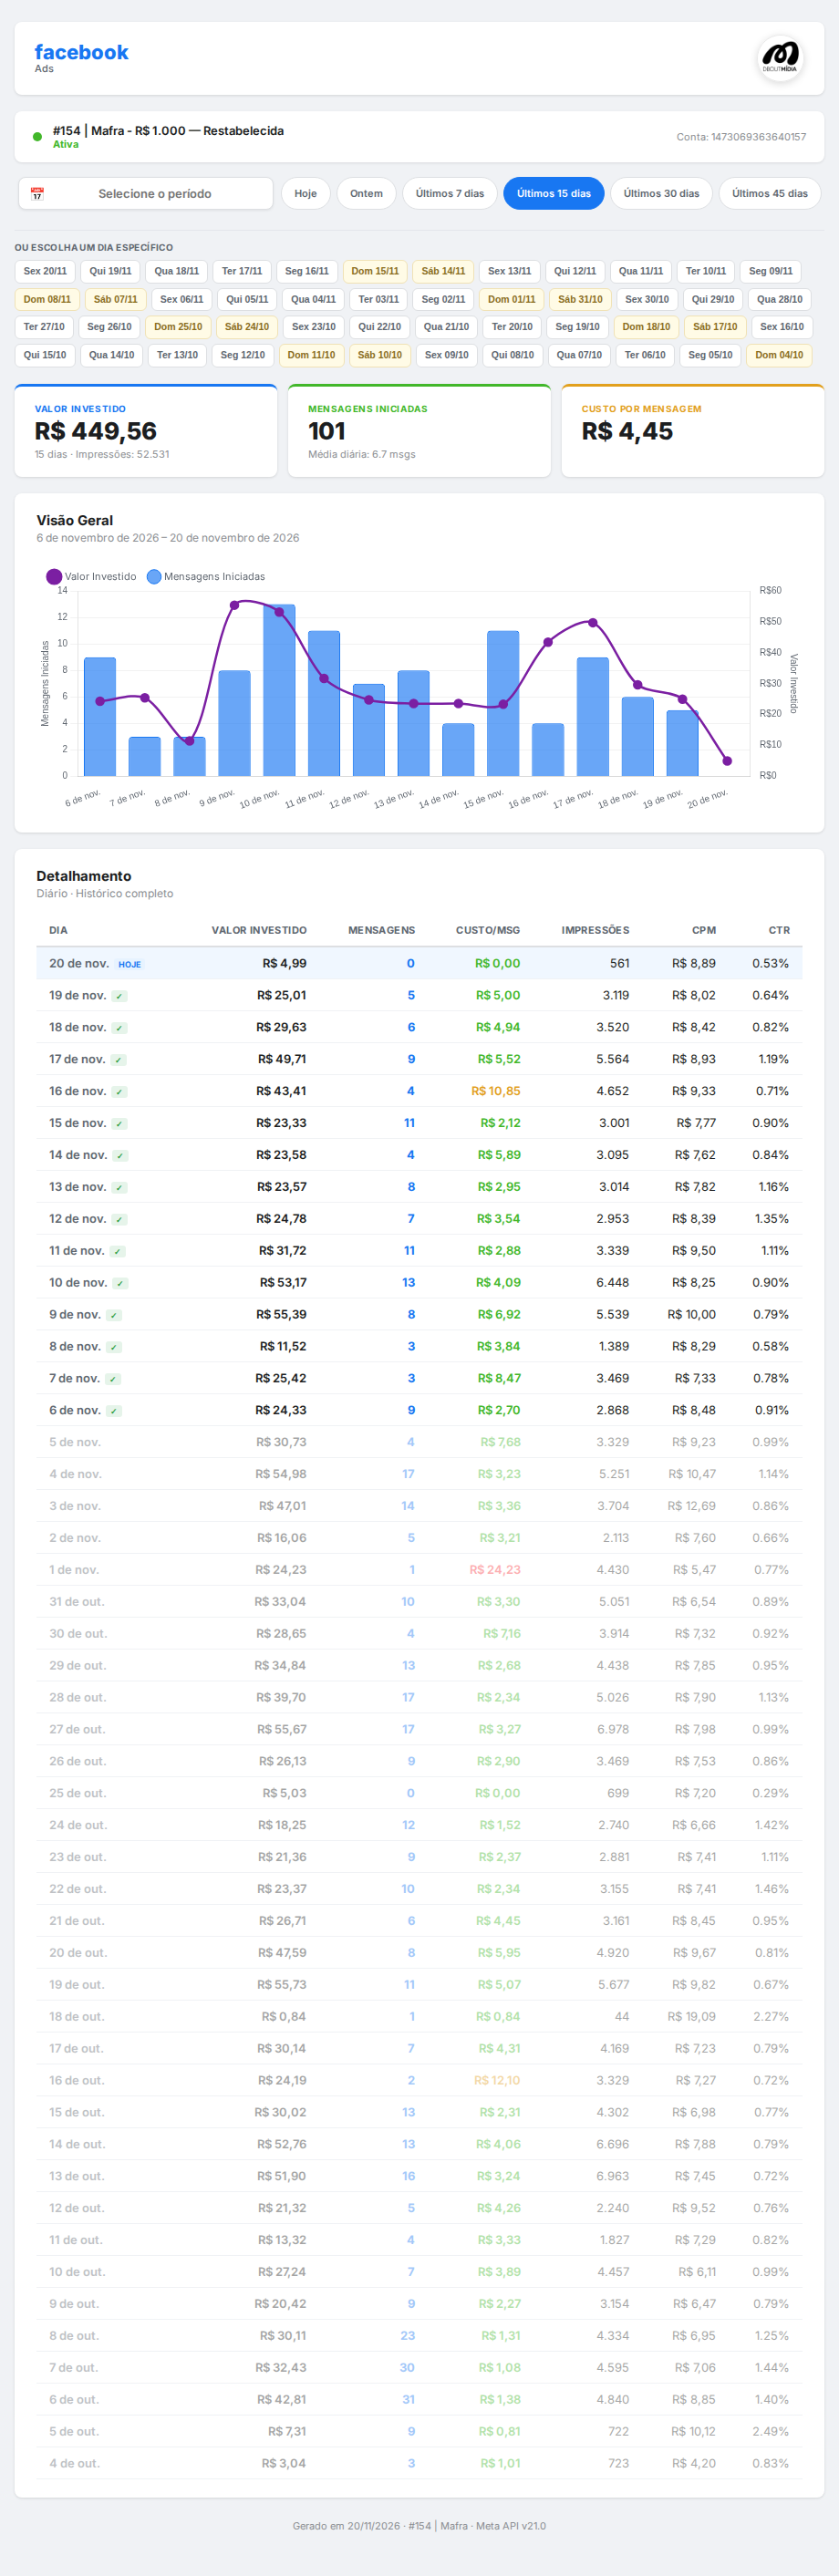 facebook
Ads
DBOUTMÍDIA
#154 | Mafra - R$ 1.000 — Restabelecida
Ativa
Conta: 1473069363640157
Selecione o período
Hoje
Ontem
Últimos 7 dias
Últimos 15 dias
Últimos 30 dias
Últimos 45 dias
OU ESCOLHA UM DIA ESPECÍFICO
Sex 20/11 Qui 19/11 Qua 18/11 Ter 17/11 Seg 16/11 Dom 15/11 Sáb 14/11 Sex 13/11 Qui 12/11 Qua 11/11 Ter 10/11 Seg 09/11
Dom 08/11 Sáb 07/11 Sex 06/11 Qui 05/11 Qua 04/11 Ter 03/11 Seg 02/11 Dom 01/11 Sáb 31/10 Sex 30/10 Qui 29/10 Qua 28/10
Ter 27/10 Seg 26/10 Dom 25/10 Sáb 24/10 Sex 23/10 Qui 22/10 Qua 21/10 Ter 20/10 Seg 19/10 Dom 18/10 Sáb 17/10 Sex 16/10
Qui 15/10 Qua 14/10 Ter 13/10 Seg 12/10 Dom 11/10 Sáb 10/10 Sex 09/10 Qui 08/10 Qua 07/10 Ter 06/10 Seg 05/10 Dom 04/10
VALOR INVESTIDO
R$ 449,56
15 dias · Impressões: 52.531
MENSAGENS INICIADAS
101
Média diária: 6.7 msgs
CUSTO POR MENSAGEM
R$ 4,45
Visão Geral
6 de novembro de 2026 – 20 de novembro de 2026
Valor Investido
Mensagens Iniciadas
Mensagens Iniciadas
14
12
10
8
6
4
2
0
R$60
R$50
R$40
R$30
R$20
R$10
R$0
Valor Investido
6 de nov. 7 de nov. 8 de nov. 9 de nov. 10 de nov. 11 de nov. 12 de nov. 13 de nov. 14 de nov. 15 de nov. 16 de nov. 17 de nov. 18 de nov. 19 de nov. 20 de nov.
Detalhamento
Diário · Histórico completo
DIA VALOR INVESTIDO MENSAGENS CUSTO/MSG IMPRESSÕES CPM CTR
20 de nov. HOJE R$ 4,99 0 R$ 0,00 561 R$ 8,89 0.53%
19 de nov. ✓ R$ 25,01 5 R$ 5,00 3.119 R$ 8,02 0.64%
18 de nov. ✓ R$ 29,63 6 R$ 4,94 3.520 R$ 8,42 0.82%
17 de nov. ✓ R$ 49,71 9 R$ 5,52 5.564 R$ 8,93 1.19%
16 de nov. ✓ R$ 43,41 4 R$ 10,85 4.652 R$ 9,33 0.71%
15 de nov. ✓ R$ 23,33 11 R$ 2,12 3.001 R$ 7,77 0.90%
14 de nov. ✓ R$ 23,58 4 R$ 5,89 3.095 R$ 7,62 0.84%
13 de nov. ✓ R$ 23,57 8 R$ 2,95 3.014 R$ 7,82 1.16%
12 de nov. ✓ R$ 24,78 7 R$ 3,54 2.953 R$ 8,39 1.35%
11 de nov. ✓ R$ 31,72 11 R$ 2,88 3.339 R$ 9,50 1.11%
10 de nov. ✓ R$ 53,17 13 R$ 4,09 6.448 R$ 8,25 0.90%
9 de nov. ✓ R$ 55,39 8 R$ 6,92 5.539 R$ 10,00 0.79%
8 de nov. ✓ R$ 11,52 3 R$ 3,84 1.389 R$ 8,29 0.58%
7 de nov. ✓ R$ 25,42 3 R$ 8,47 3.469 R$ 7,33 0.78%
6 de nov. ✓ R$ 24,33 9 R$ 2,70 2.868 R$ 8,48 0.91%
5 de nov. R$ 30,73 4 R$ 7,68 3.329 R$ 9,23 0.99%
4 de nov. R$ 54,98 17 R$ 3,23 5.251 R$ 10,47 1.14%
3 de nov. R$ 47,01 14 R$ 3,36 3.704 R$ 12,69 0.86%
2 de nov. R$ 16,06 5 R$ 3,21 2.113 R$ 7,60 0.66%
1 de nov. R$ 24,23 1 R$ 24,23 4.430 R$ 5,47 0.77%
31 de out. R$ 33,04 10 R$ 3,30 5.051 R$ 6,54 0.89%
30 de out. R$ 28,65 4 R$ 7,16 3.914 R$ 7,32 0.92%
29 de out. R$ 34,84 13 R$ 2,68 4.438 R$ 7,85 0.95%
28 de out. R$ 39,70 17 R$ 2,34 5.026 R$ 7,90 1.13%
27 de out. R$ 55,67 17 R$ 3,27 6.978 R$ 7,98 0.99%
26 de out. R$ 26,13 9 R$ 2,90 3.469 R$ 7,53 0.86%
25 de out. R$ 5,03 0 R$ 0,00 699 R$ 7,20 0.29%
24 de out. R$ 18,25 12 R$ 1,52 2.740 R$ 6,66 1.42%
23 de out. R$ 21,36 9 R$ 2,37 2.881 R$ 7,41 1.11%
22 de out. R$ 23,37 10 R$ 2,34 3.155 R$ 7,41 1.46%
21 de out. R$ 26,71 6 R$ 4,45 3.161 R$ 8,45 0.95%
20 de out. R$ 47,59 8 R$ 5,95 4.920 R$ 9,67 0.81%
19 de out. R$ 55,73 11 R$ 5,07 5.677 R$ 9,82 0.67%
18 de out. R$ 0,84 1 R$ 0,84 44 R$ 19,09 2.27%
17 de out. R$ 30,14 7 R$ 4,31 4.169 R$ 7,23 0.79%
16 de out. R$ 24,19 2 R$ 12,10 3.329 R$ 7,27 0.72%
15 de out. R$ 30,02 13 R$ 2,31 4.302 R$ 6,98 0.77%
14 de out. R$ 52,76 13 R$ 4,06 6.696 R$ 7,88 0.79%
13 de out. R$ 51,90 16 R$ 3,24 6.963 R$ 7,45 0.72%
12 de out. R$ 21,32 5 R$ 4,26 2.240 R$ 9,52 0.76%
11 de out. R$ 13,32 4 R$ 3,33 1.827 R$ 7,29 0.82%
10 de out. R$ 27,24 7 R$ 3,89 4.457 R$ 6,11 0.99%
9 de out. R$ 20,42 9 R$ 2,27 3.154 R$ 6,47 0.79%
8 de out. R$ 30,11 23 R$ 1,31 4.334 R$ 6,95 1.25%
7 de out. R$ 32,43 30 R$ 1,08 4.595 R$ 7,06 1.44%
6 de out. R$ 42,81 31 R$ 1,38 4.840 R$ 8,85 1.40%
5 de out. R$ 7,31 9 R$ 0,81 722 R$ 10,12 2.49%
4 de out. R$ 3,04 3 R$ 1,01 723 R$ 4,20 0.83%
Gerado em 20/11/2026 · #154 | Mafra · Meta API v21.0